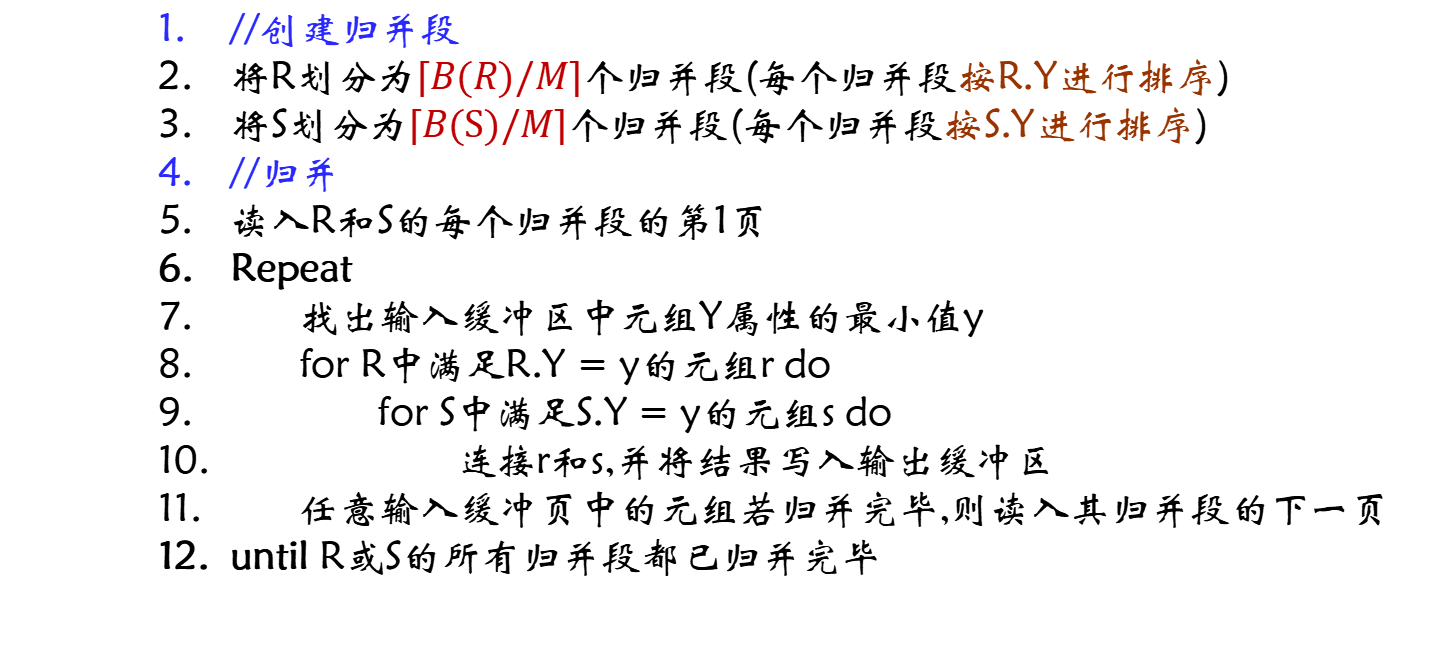 1. //创建归并段
2. 将R划分为⌈B(R)/M⌉个归并段(每个归并段按R.Y进行排序)
3. 将S划分为⌈B(S)/M⌉个归并段(每个归并段按S.Y进行排序)
4. //归并
5. 读入R和S的每个归并段的第1页
6. Repeat
7. 找出输入缓冲区中元组Y属性的最小值y
8. for R中满足R.Y = y的元组r do
9. for S中满足S.Y = y的元组s do
10. 连接r和s,并将结果写入输出缓冲区
11. 任意输入缓冲页中的元组若归并完毕,则读入其归并段的下一页
12. until R或S的所有归并段都已归并完毕